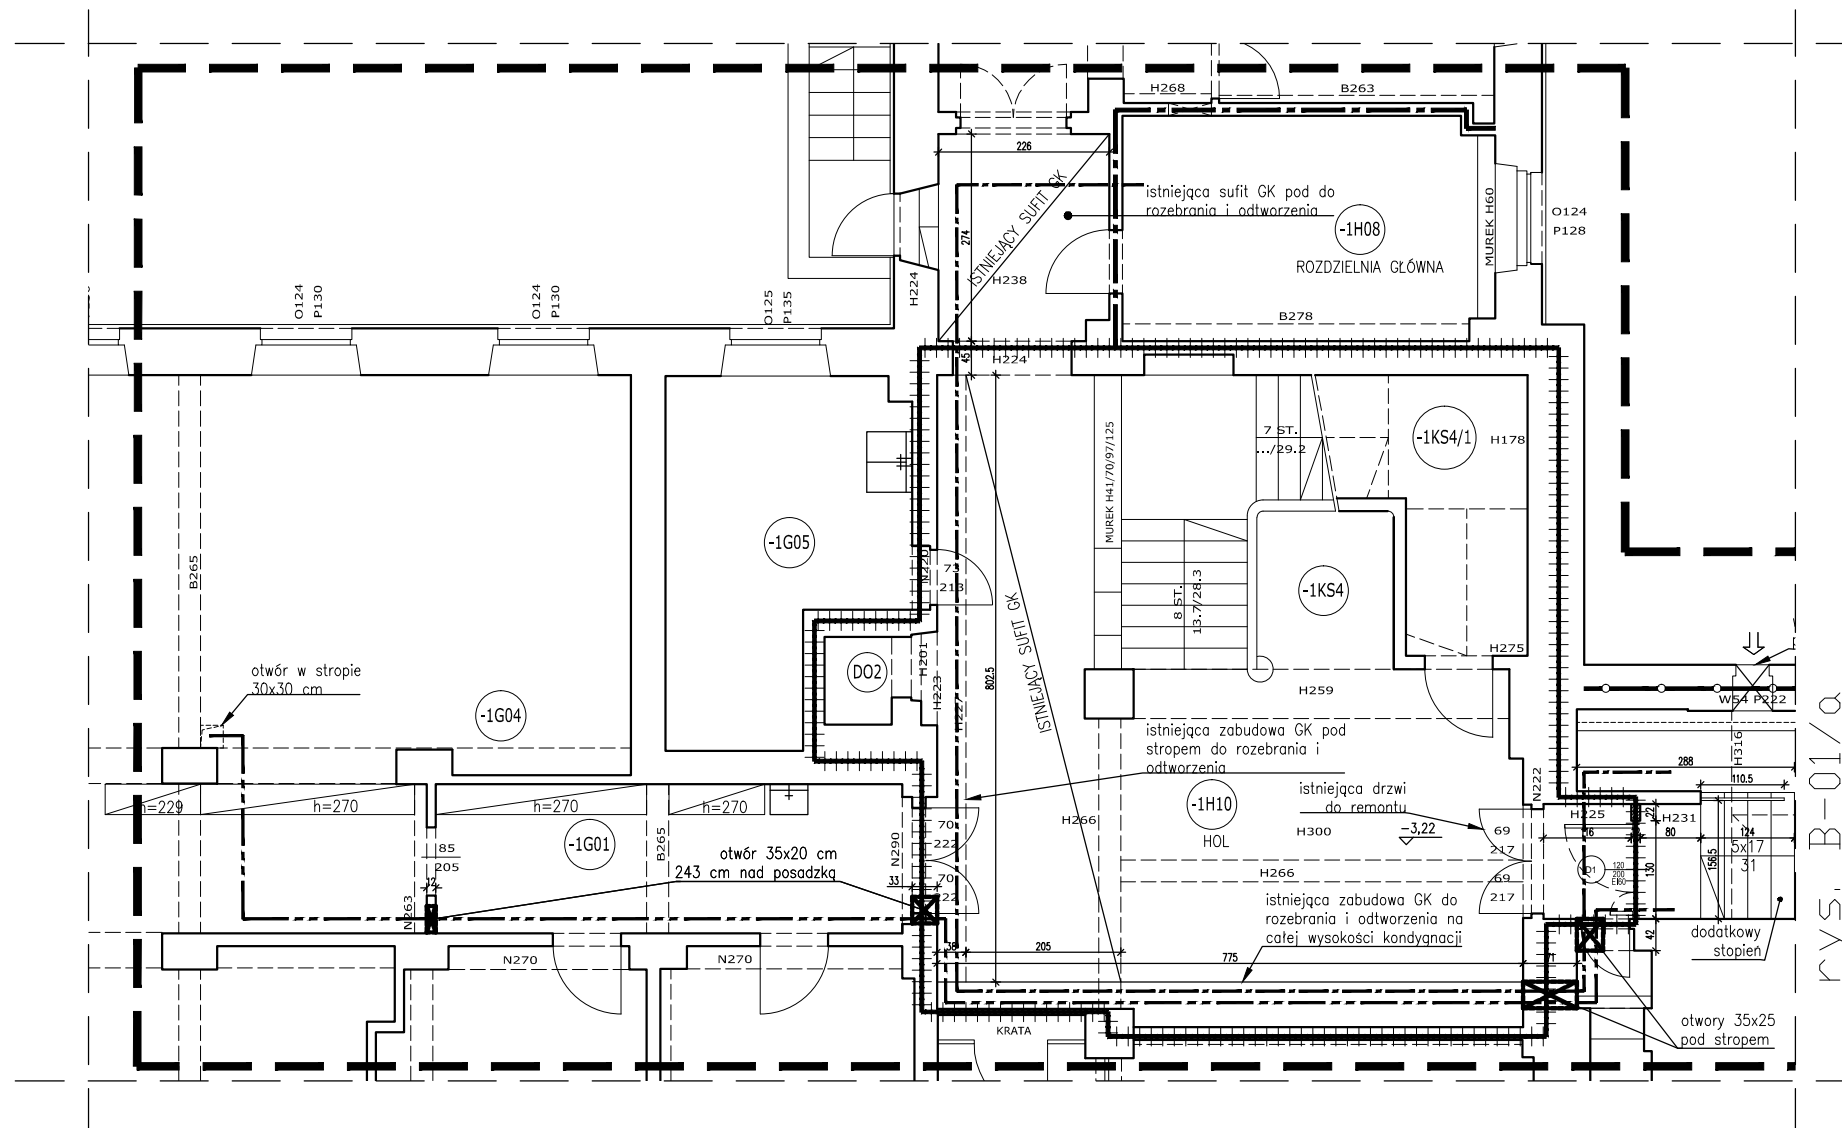 H268
B263
226
istniejąca sufit GK pod do
rozebrania i odtworzenia
ISTNIEJĄCY SUFIT GK
274
-1H08
ROZDZIELNIA GŁÓWNA
MUREK H60
O124
P128
H238
H224
B278
O124
P130
O124
P130
O125
P135
45
H224
7 ST.
.../29.2
-1KS4/1
H178
MUREK H41/70/97/125
-1G05
N220
73
213
B265
8 ST.
13.7/28.3
-1KS4
ISTNIEJĄCY SUFIT GK
802.5
DO2
H201
H223
H227
H275
H259
otwór w stropie
30x30 cm
-1G04
W54 P222
H316
288
110.5
istniejąca zabudowa GK pod
stropem do rozebrania i
odtworzenia
istniejąca drzwi
do remontu
N222
h=229
h=270
h=270
h=270
-1G01
85
205
B265
N290
70
222
70
222
H266
-1H10
HOL
H300
-3,22
69
217
69
217
H225
H231
22
16
80
124
5x17
31
156.5
130
D1
120
200
EI60
42
otwór 35x20 cm
243 cm nad posadzką
33
12
N263
H266
istniejąca zabudowa GK do
rozebrania i odtworzenia na
całej wysokości kondygnacji
38
205
775
71
dodatkowy
stopień
N270
N270
KRATA
otwory 35x25
pod stropem
rys. B-01/a